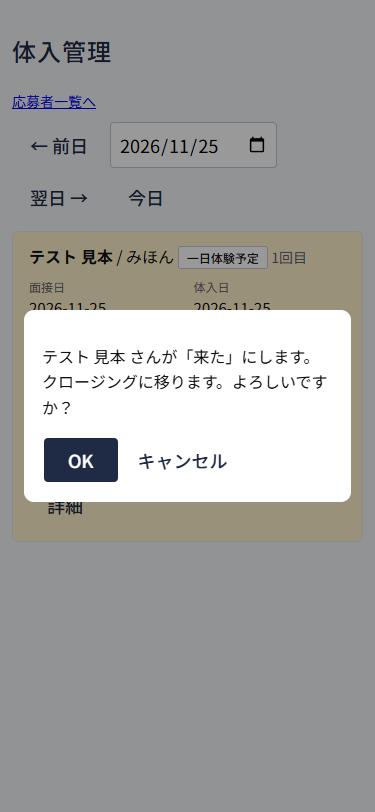 体入管理
応募者一覧へ
← 前日 2026/11/25
翌日 → 今日
テスト 見本 / みほん 一日体験予定 1回目
面接日 体入日
2026-11-25 2026-11-25
テスト 見本 さんが「来た」にします。
クロージングに移ります。よろしいです
か？
OK キャンセル
詳細